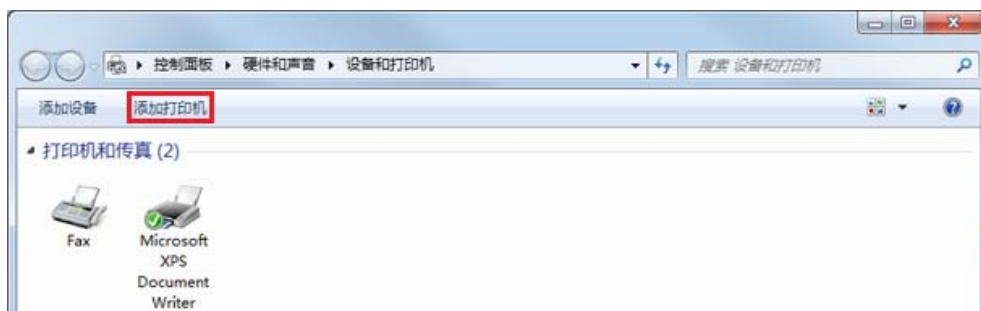 控制面板 ▸ 硬件和声音 ▸ 设备和打印机
搜索 设备和打印机
添加设备 添加打印机
打印机和传真 (2)
Fax
Microsoft
XPS
Document
Writer